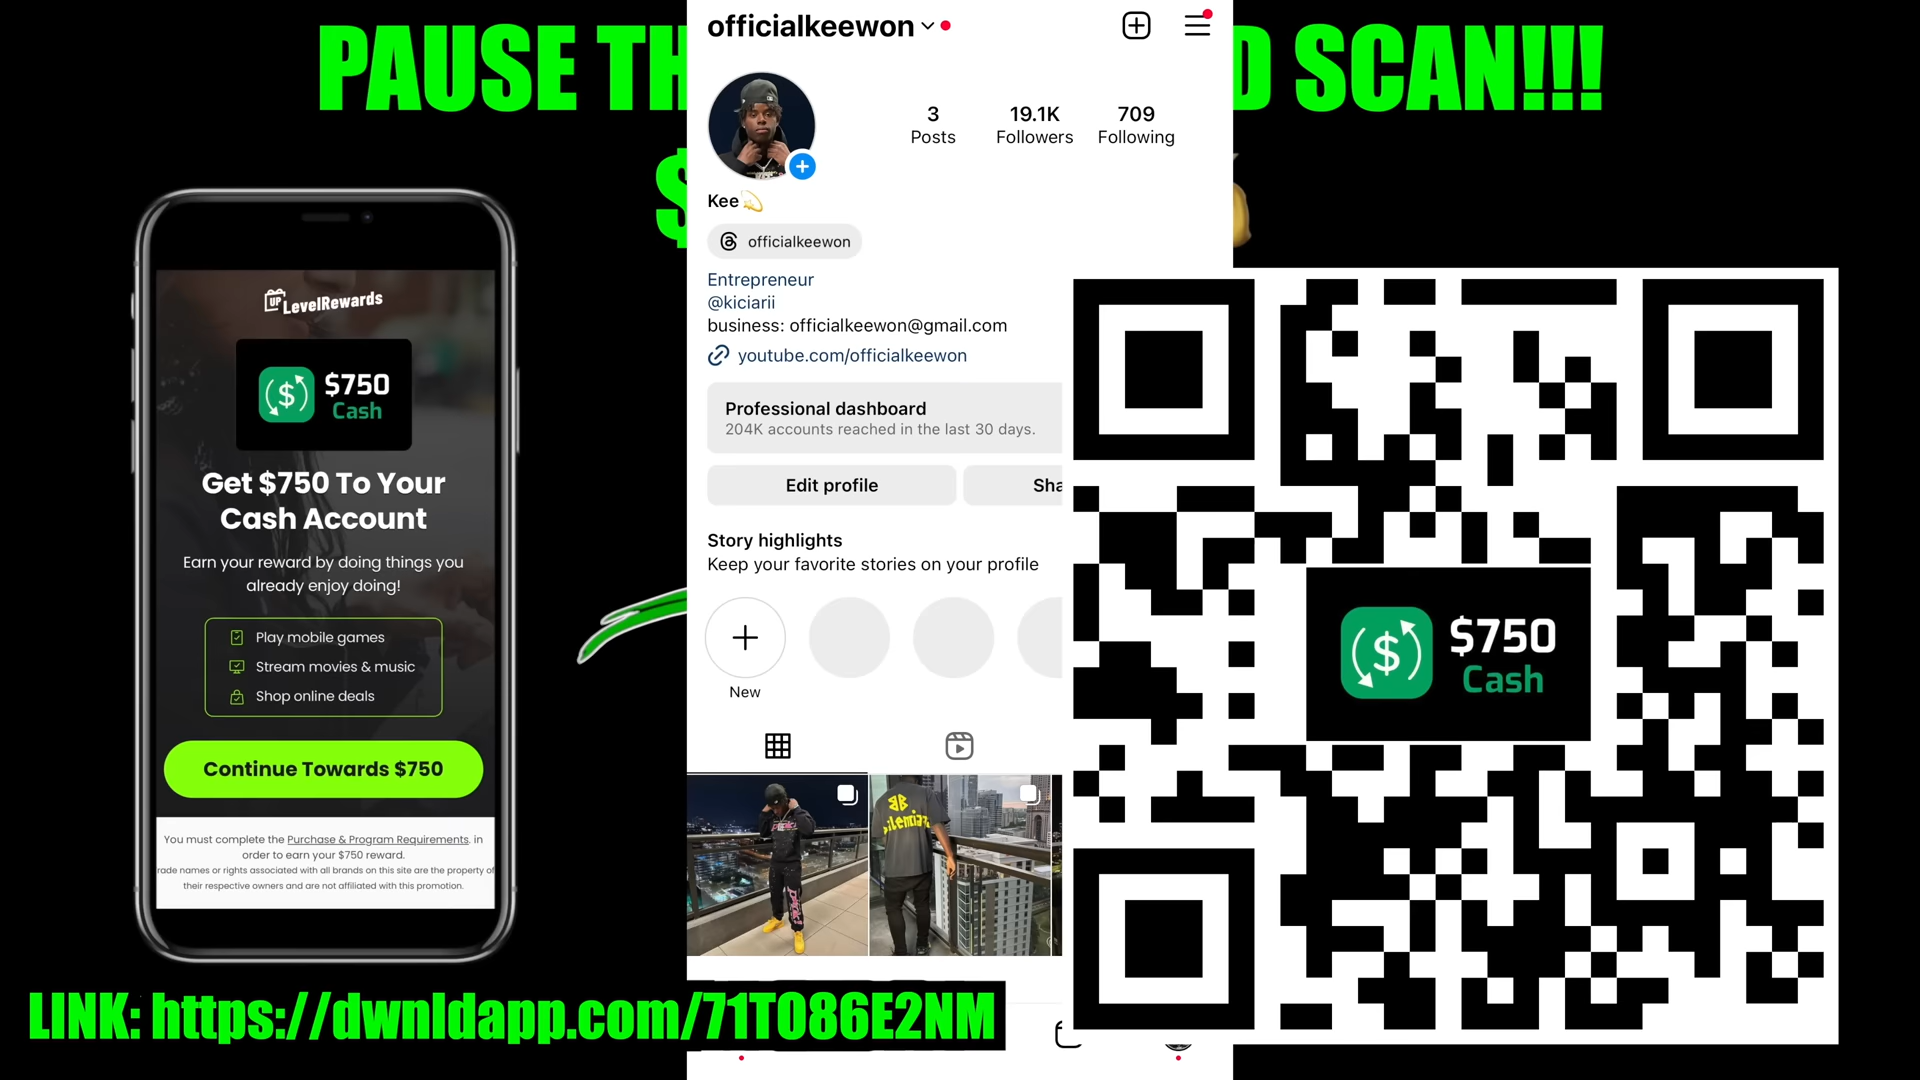 PAUSE TH
D SCAN!!!
$
officialkeewon
3
Posts
19.1K
Followers
709
Following
Kee
officialkeewon
Entrepreneur
@kiciarii
business: officialkeewon@gmail.com
youtube.com/officialkeewon
Professional dashboard
204K accounts reached in the last 30 days.
Edit profile
Sha
Story highlights
Keep your favorite stories on your profile
New
UP
LevelRewards
$750
Cash
Get $750 To Your
Cash Account
Earn your reward by doing things you
already enjoy doing!
Play mobile games
Stream movies & music
Shop online deals
Continue Towards $750
You must complete the Purchase & Program Requirements. in
order to earn your $750 reward.
rade names or rights associated with all brands on this site are the property of
their respective owners and are not affiliated with this promotion.
$750
Cash
LINK: https://dwnldapp.com/71TO86E2NM